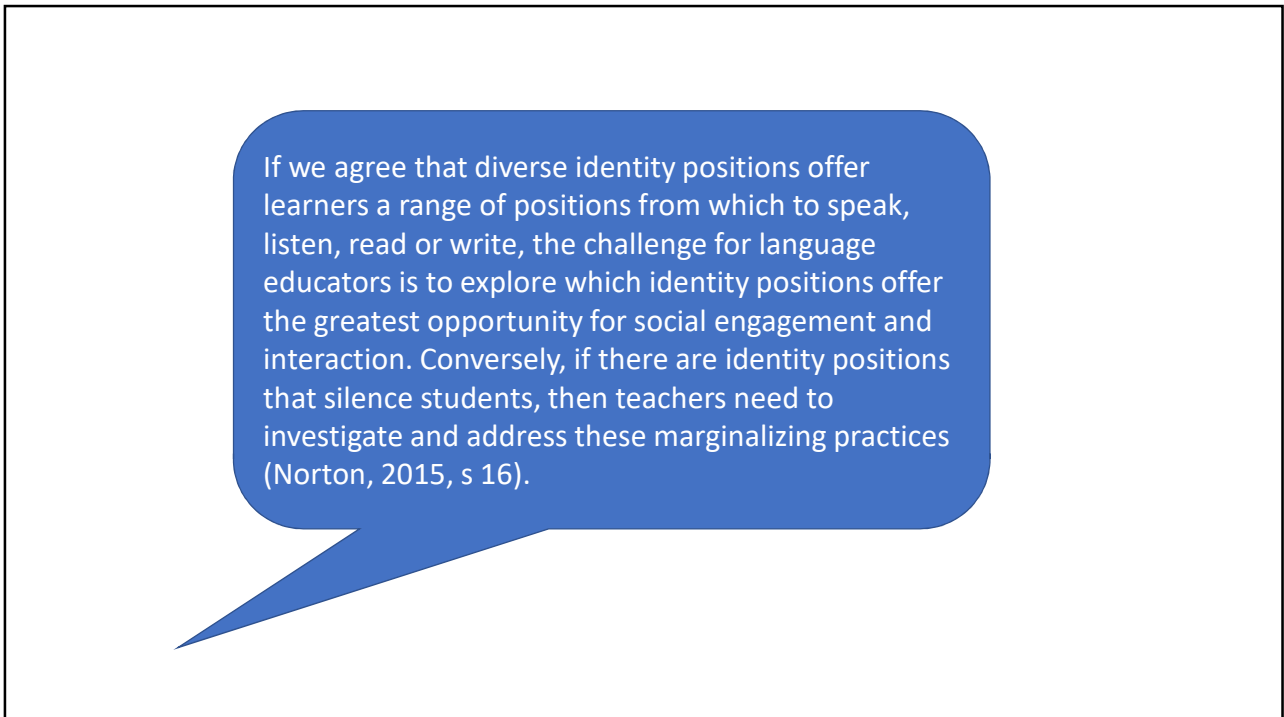 If we agree that diverse identity positions offer
learners a range of positions from which to speak,
listen, read or write, the challenge for language
educators is to explore which identity positions offer
the greatest opportunity for social engagement and
interaction. Conversely, if there are identity positions
that silence students, then teachers need to
investigate and address these marginalizing practices
(Norton, 2015, s 16).